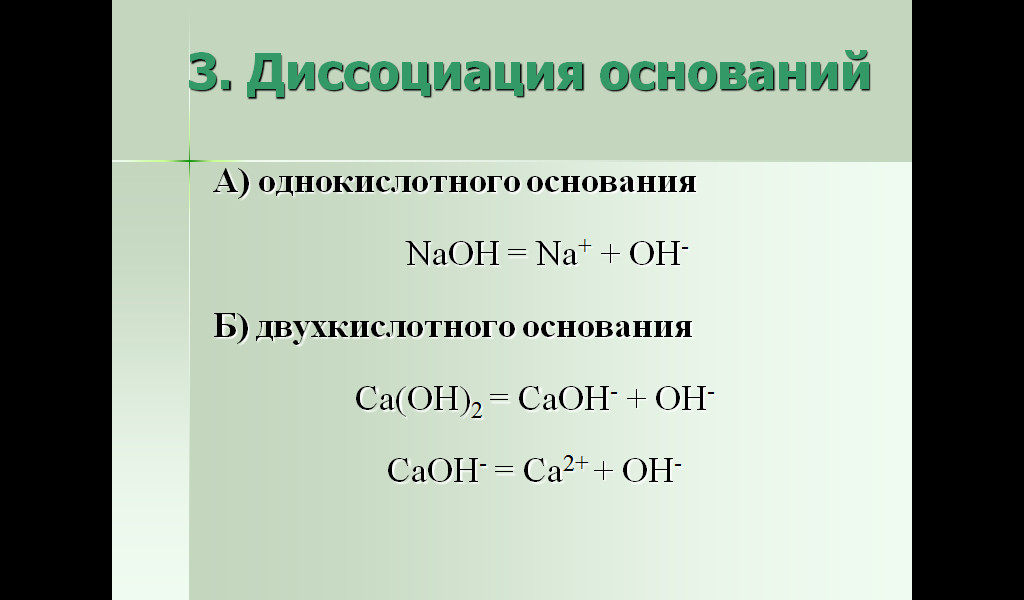 3. Диссоциация оснований
А) однокислотного основания
NaOH = Na⁺ + OH⁻
Б) двухкислотного основания
Ca(OH)₂ = CaOH⁻ + OH⁻
CaOH⁻ = Ca²⁺ + OH⁻